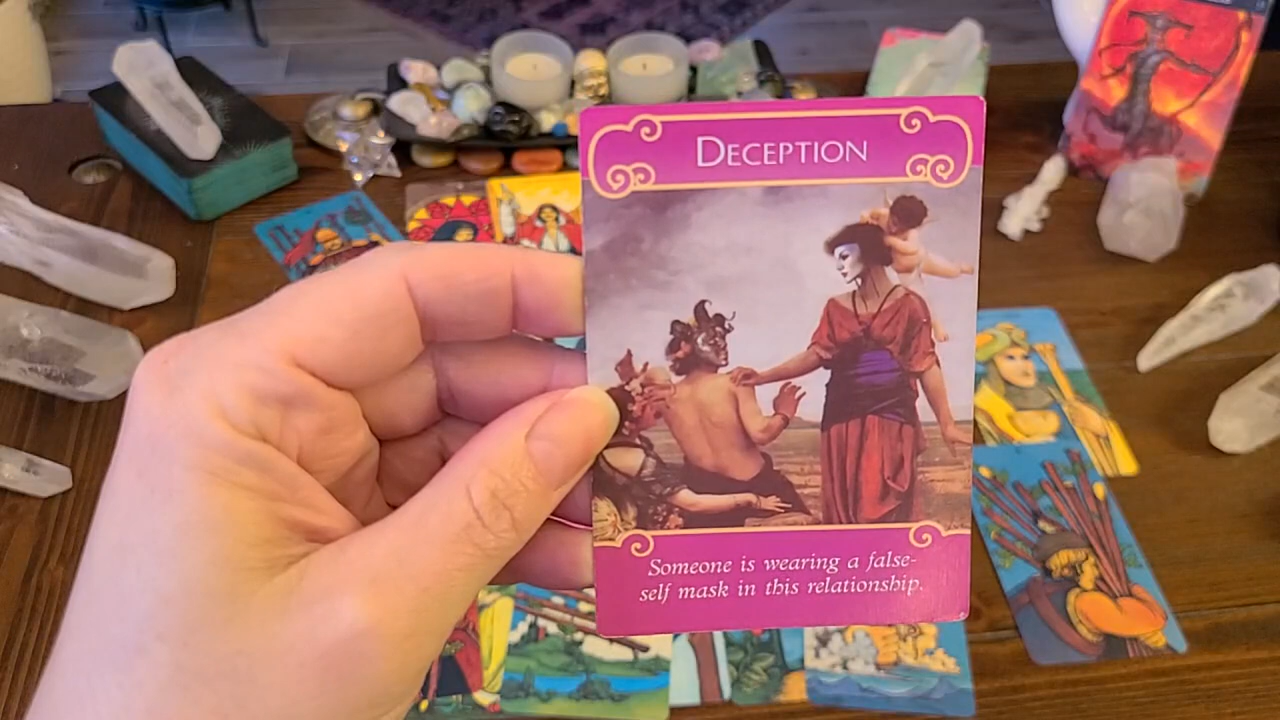 DECEPTION
Someone is wearing a false-
self mask in this relationship.